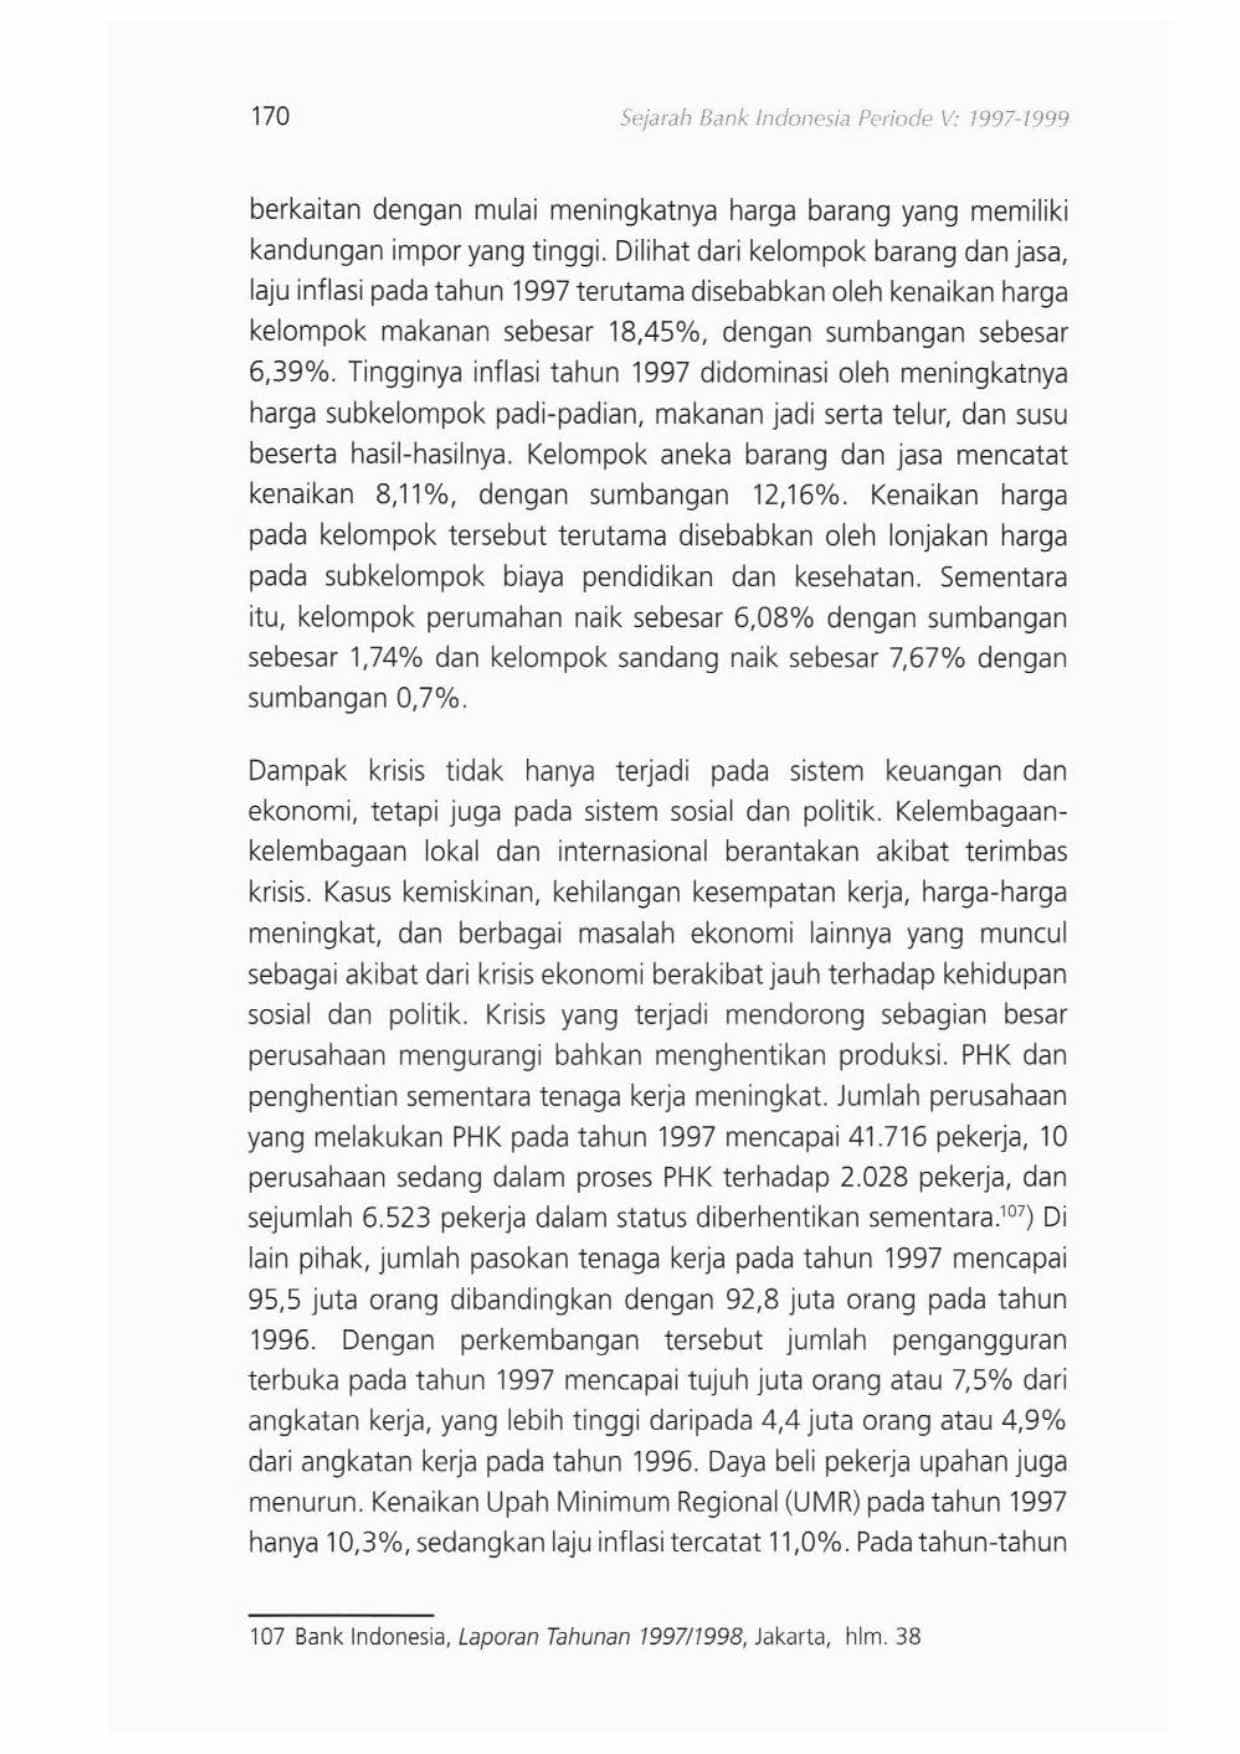 170
Sejarah Bank Indonesia Periode V: 1997-1999
berkaitan dengan mulai meningkatnya harga barang yang memiliki
kandungan impor yang tinggi. Dilihat dari kelompok barang dan jasa,
laju inflasi pada tahun 1997 terutama disebabkan oleh kenaikan harga
kelompok makanan sebesar 18,45%, dengan sumbangan sebesar
6,39%. Tingginya inflasi tahun 1997 didominasi oleh meningkatnya
harga subkelompok padi-padian, makanan jadi serta telur, dan susu
beserta hasil-hasilnya. Kelompok aneka barang dan jasa mencatat
kenaikan 8,11%, dengan sumbangan 12,16%. Kenaikan harga
pada kelompok tersebut terutama disebabkan oleh lonjakan harga
pada subkelompok biaya pendidikan dan kesehatan. Sementara
itu, kelompok perumahan naik sebesar 6,08% dengan sumbangan
sebesar 1,74% dan kelompok sandang naik sebesar 7,67% dengan
sumbangan 0,7%.
Dampak krisis tidak hanya terjadi pada sistem keuangan dan
ekonomi, tetapi juga pada sistem sosial dan politik. Kelembagaan-
kelembagaan lokal dan internasional berantakan akibat terimbas
krisis. Kasus kemiskinan, kehilangan kesempatan kerja, harga-harga
meningkat, dan berbagai masalah ekonomi lainnya yang muncul
sebagai akibat dari krisis ekonomi berakibat jauh terhadap kehidupan
sosial dan politik. Krisis yang terjadi mendorong sebagian besar
perusahaan mengurangi bahkan menghentikan produksi. PHK dan
penghentian sementara tenaga kerja meningkat. Jumlah perusahaan
yang melakukan PHK pada tahun 1997 mencapai 41.716 pekerja, 10
perusahaan sedang dalam proses PHK terhadap 2.028 pekerja, dan
sejumlah 6.523 pekerja dalam status diberhentikan sementara.¹⁰⁷) Di
lain pihak, jumlah pasokan tenaga kerja pada tahun 1997 mencapai
95,5 juta orang dibandingkan dengan 92,8 juta orang pada tahun
1996. Dengan perkembangan tersebut jumlah pengangguran
terbuka pada tahun 1997 mencapai tujuh juta orang atau 7,5% dari
angkatan kerja, yang lebih tinggi daripada 4,4 juta orang atau 4,9%
dari angkatan kerja pada tahun 1996. Daya beli pekerja upahan juga
menurun. Kenaikan Upah Minimum Regional (UMR) pada tahun 1997
hanya 10,3%, sedangkan laju inflasi tercatat 11,0%. Pada tahun-tahun
107 Bank Indonesia, Laporan Tahunan 1997/1998, Jakarta, hlm. 38